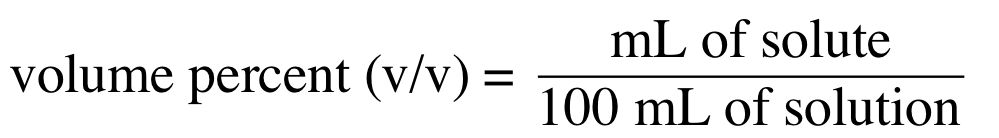 volume percent (v/v) = mL of solute
100 mL of solution